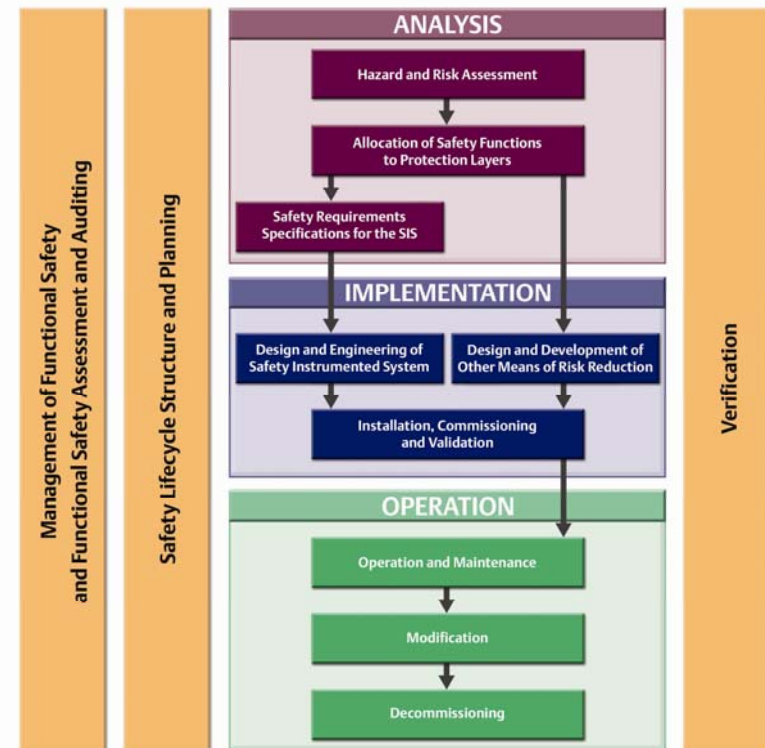 Management of Functional Safety
and Functional Safety Assessment and Auditing
Safety Lifecycle Structure and Planning
ANALYSIS
Hazard and Risk Assessment
Allocation of Safety Functions
to Protection Layers
Safety Requirements
Specifications for the SIS
IMPLEMENTATION
Design and Engineering of
Safety Instrumented System
Design and Development of
Other Means of Risk Reduction
Installation, Commissioning
and Validation
OPERATION
Operation and Maintenance
Modification
Decommissioning
Verification